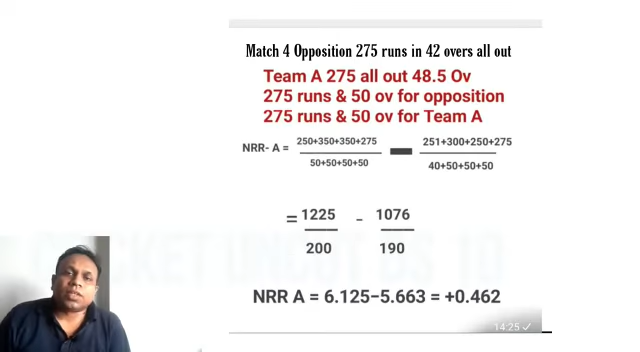 Match 4 Opposition 275 runs in 42 overs all out
Team A 275 all out 48.5 Ov
275 runs & 50 ov for opposition
275 runs & 50 ov for Team A
NRR- A = 250+350+350+275 / 50+50+50+50 − 251+300+250+275 / 40+50+50+50
= 1225 / 200 − 1076 / 190
NRR A = 6.125−5.663 = +0.462
14:25 ✓